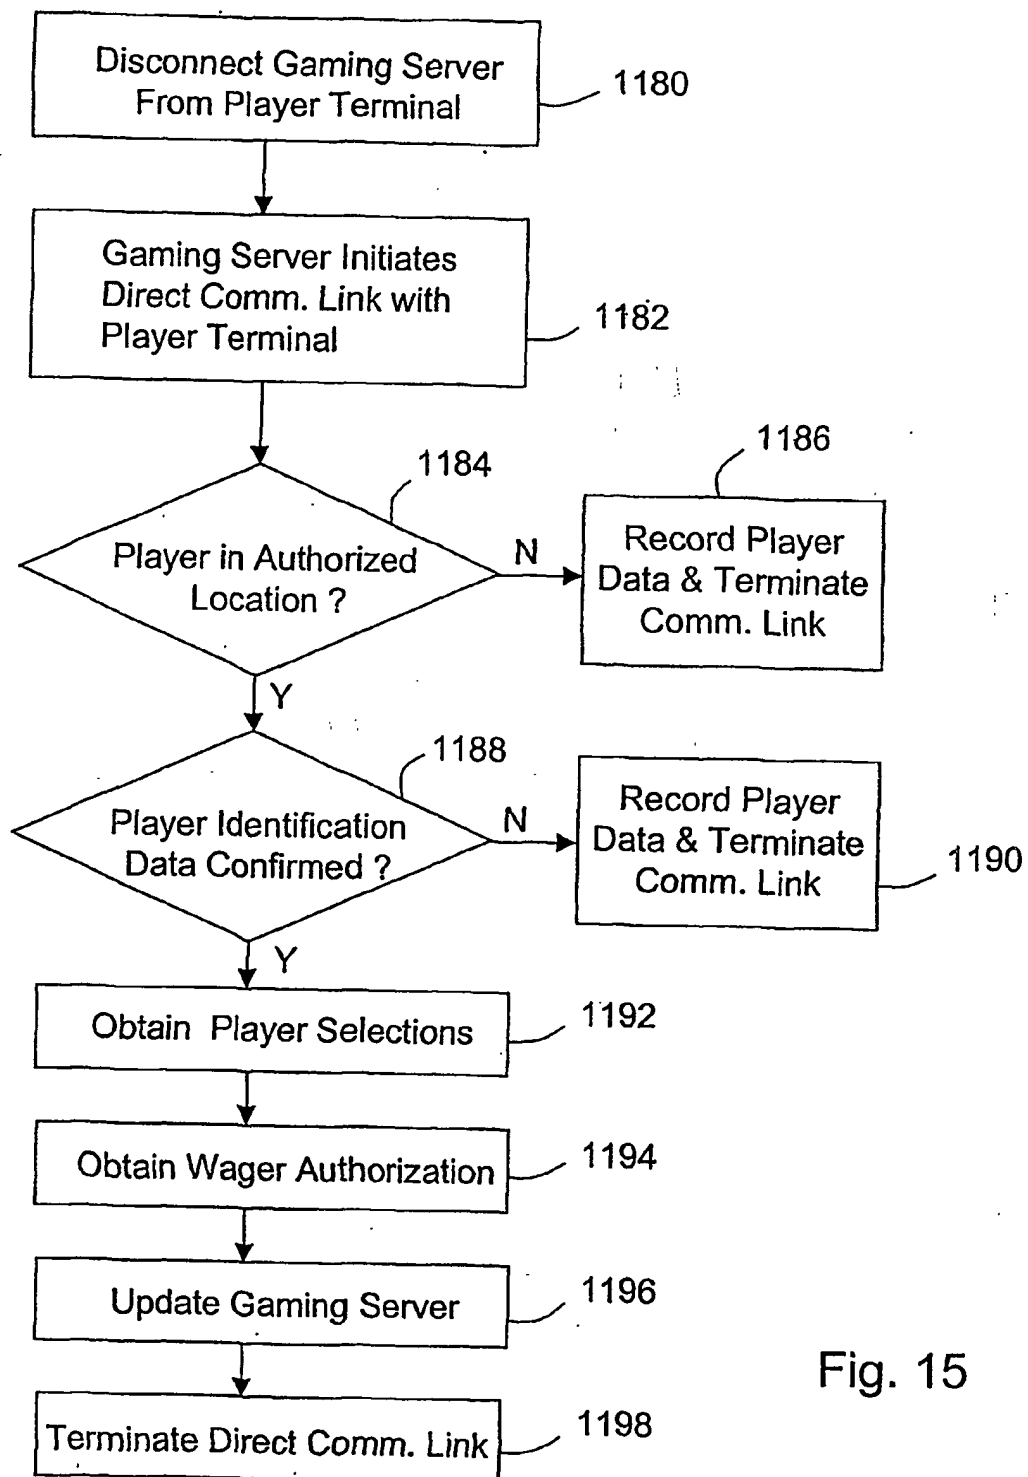 Disconnect Gaming Server
From Player Terminal
1180
Gaming Server Initiates
Direct Comm. Link with
Player Terminal
1182
1184
Player in Authorized
Location ?
N
1186
Record Player
Data & Terminate
Comm. Link
Y
1188
Player Identification
Data Confirmed ?
N
Record Player
Data & Terminate
Comm. Link
1190
Y
Obtain Player Selections
1192
Obtain Wager Authorization
1194
Update Gaming Server
1196
Terminate Direct Comm. Link
1198
Fig. 15